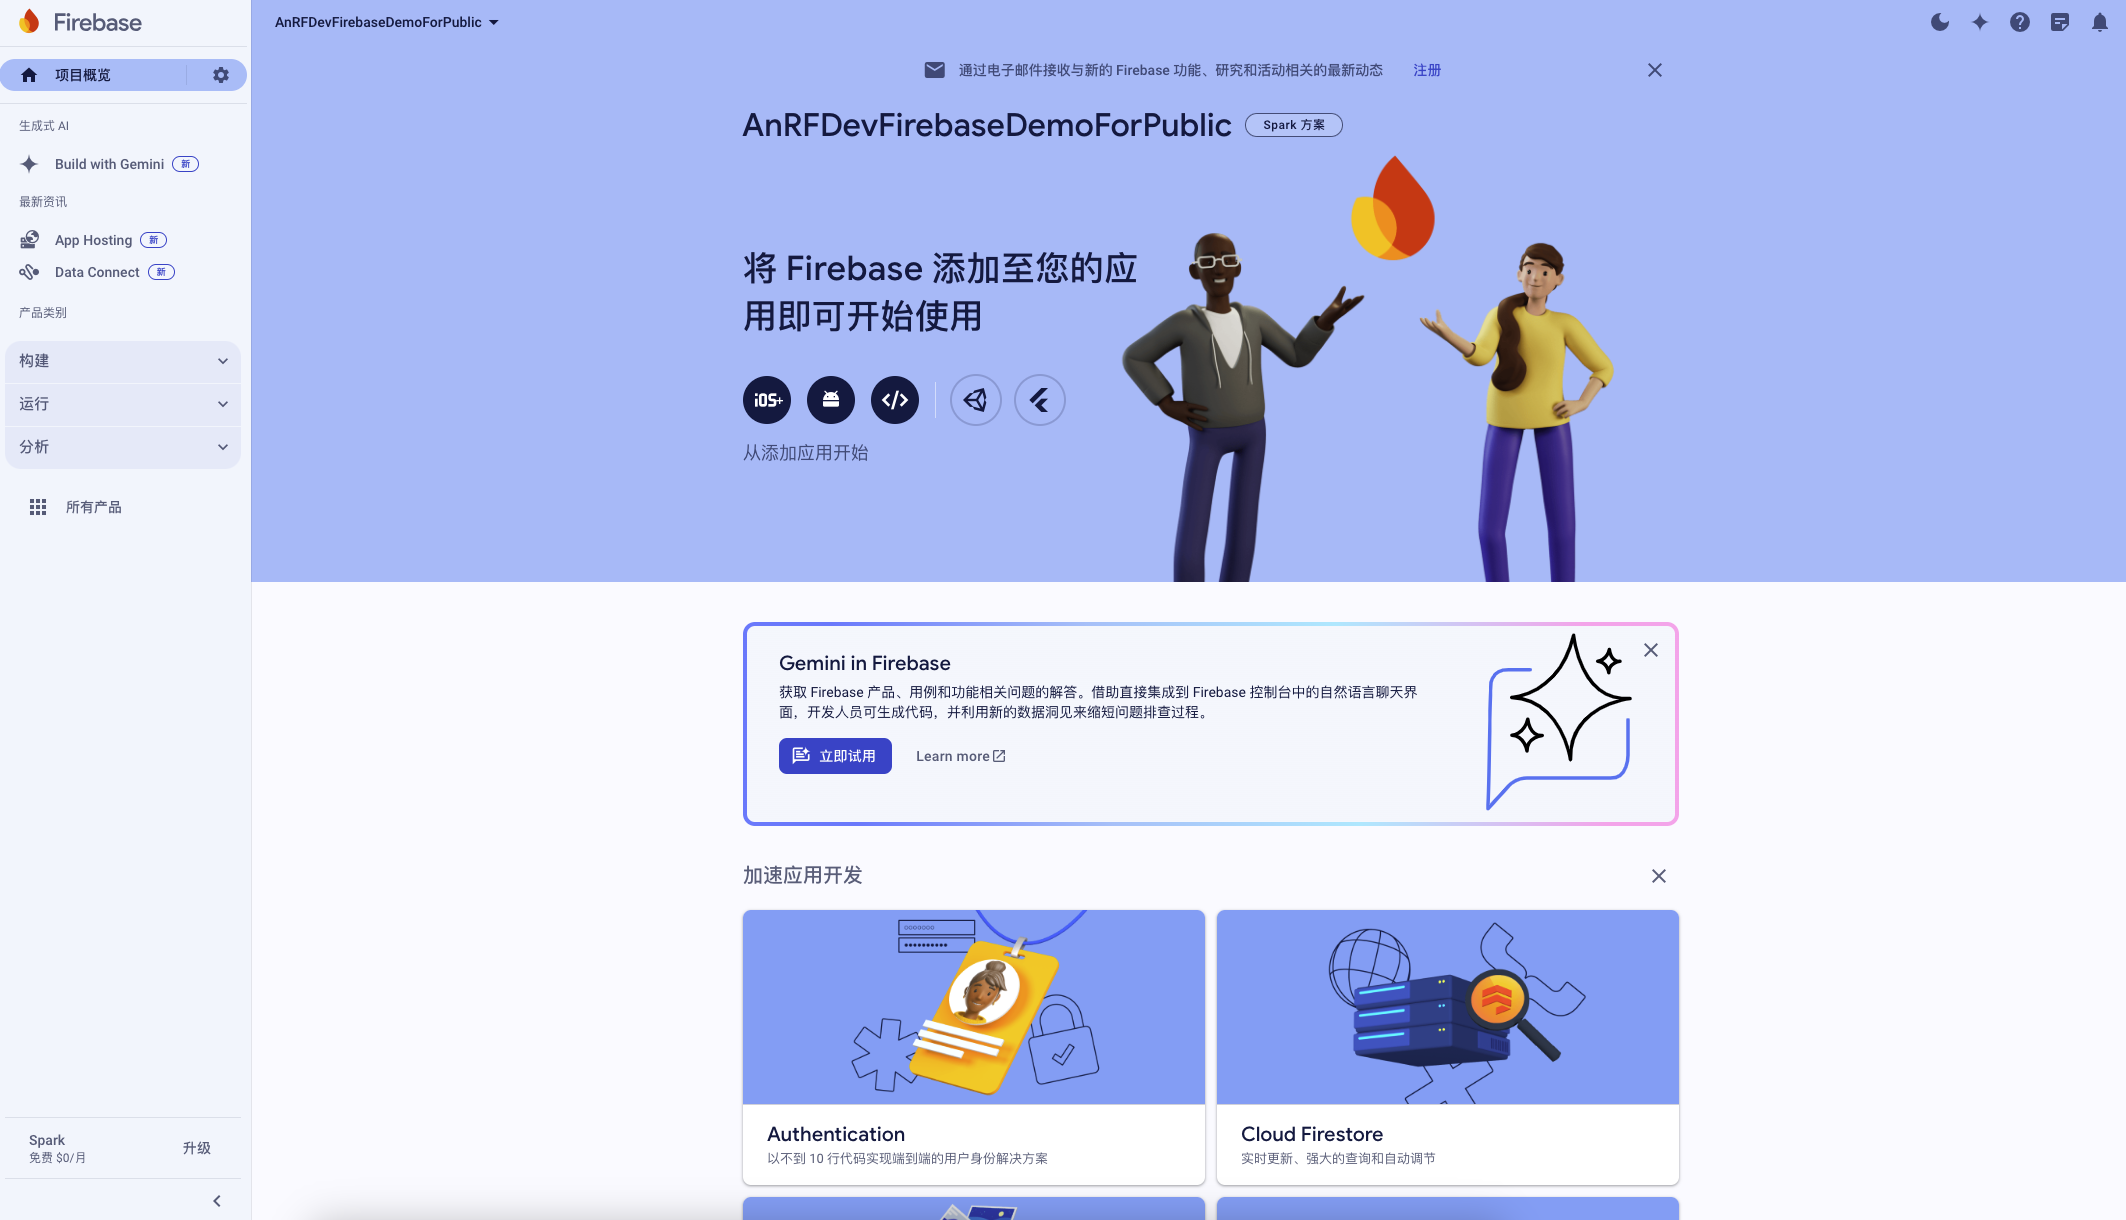 Firebase
AnRFDevFirebaseDemoForPublic
项目概览
生成式 AI
Build with Gemini 新
最新资讯
App Hosting 新
Data Connect 新
产品类别
构建
运行
分析
所有产品
Spark
免费 $0/月
升级
通过电子邮件接收与新的 Firebase 功能、研究和活动相关的最新动态 注册
AnRFDevFirebaseDemoForPublic Spark 方案
将 Firebase 添加至您的应
用即可开始使用
iOS+
从添加应用开始
Gemini in Firebase
获取 Firebase 产品、用例和功能相关问题的解答。借助直接集成到 Firebase 控制台中的自然语言聊天界
面，开发人员可生成代码，并利用新的数据洞见来缩短问题排查过程。
立即试用 Learn more
加速应用开发
Authentication
以不到 10 行代码实现端到端的用户身份解决方案
Cloud Firestore
实时更新、强大的查询和自动调节